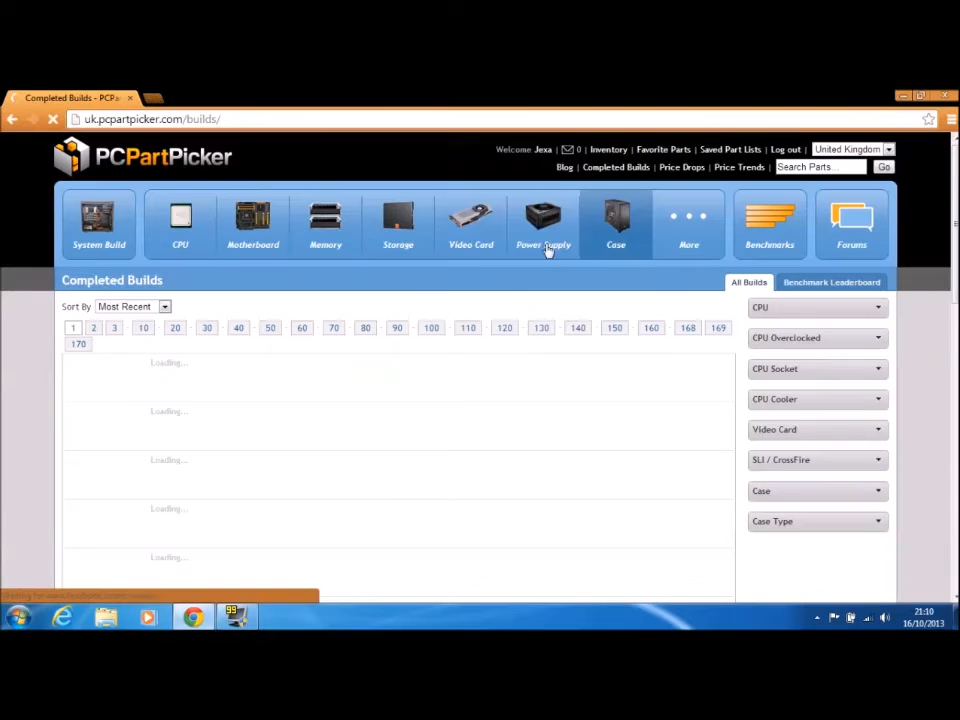 Completed Builds - PCPa
uk.pcpartpicker.com/builds/
PCPartPicker
Welcome Jexa | 0 | Inventory | Favorite Parts | Saved Part Lists | Log out | United Kingdom
Blog | Completed Builds | Price Drops | Price Trends | Search Parts... Go
System Build CPU Motherboard Memory Storage Video Card Power Supply Case More Benchmarks Forums
Completed Builds
All Builds Benchmark Leaderboard
Sort By Most Recent
1 2 3 · 10 · 20 · 30 · 40 · 50 · 60 · 70 · 80 · 90 · 100 · 110 · 120 · 130 · 140 · 150 · 160 · 168 169
170
CPU
CPU Overclocked
CPU Socket
CPU Cooler
Video Card
SLI / CrossFire
Case
Case Type
Loading...
Loading...
Loading...
Loading...
Loading...
99
21:10
16/10/2013